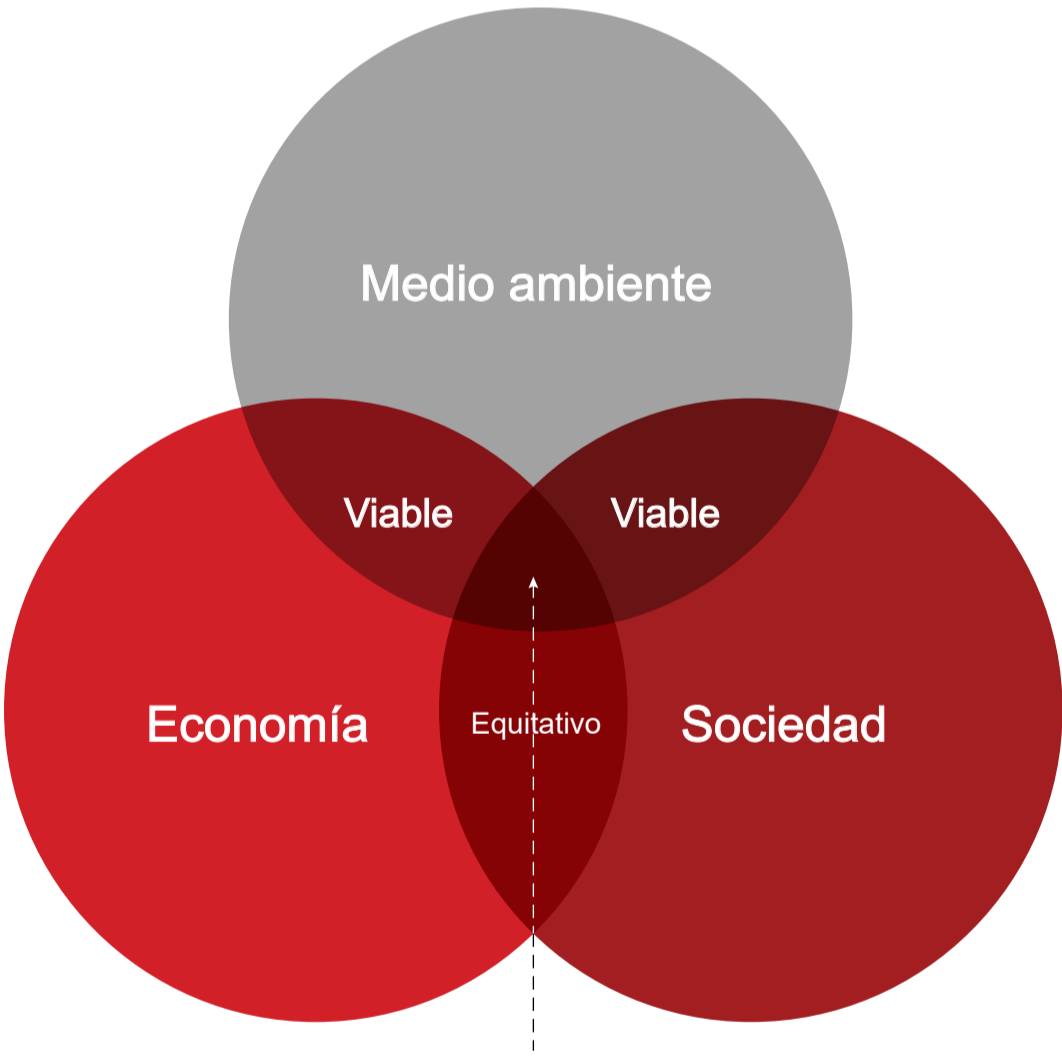 Medio ambiente
Viable
Viable
Economía
Equitativo
Sociedad